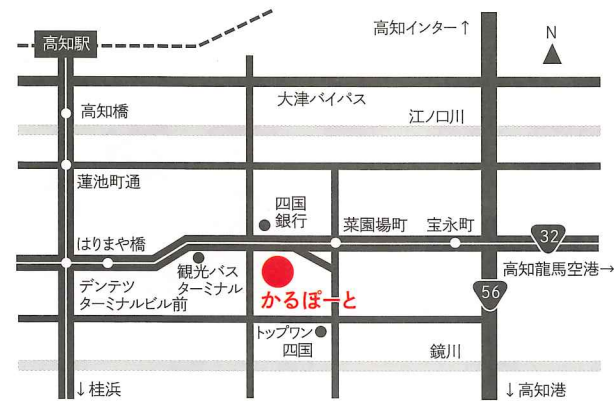 高知駅
高知インター↑
N
大津バイパス
高知橋
江ノ口川
蓮池町通
四国
銀行
菜園場町
宝永町
32
はりまや橋
観光バス
ターミナル
高知龍馬空港→
デンテツ
ターミナルビル前
かるぽーと
56
トップワン
四国
鏡川
↓桂浜
↓高知港